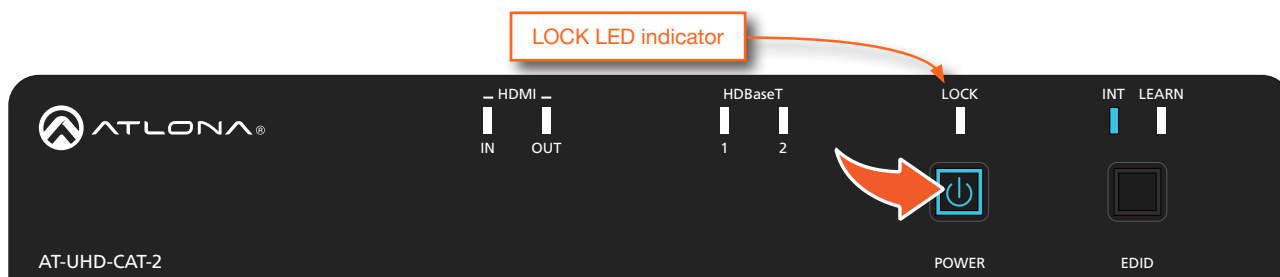 LOCK LED indicator
HDMI
HDBaseT
LOCK
INT LEARN
ATLONA®
IN OUT
1 2
AT-UHD-CAT-2
POWER
EDID